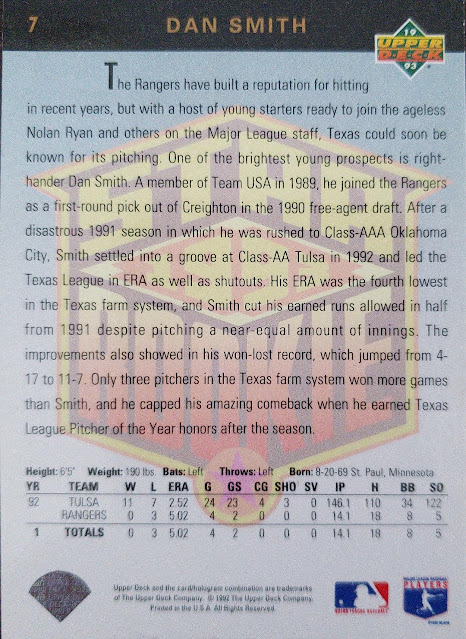 7 DAN SMITH
19
UPPER
D·E·C·K
93
The Rangers have built a reputation for hitting
in recent years, but with a host of young starters ready to join the ageless
Nolan Ryan and others on the Major League staff, Texas could soon be
known for its pitching. One of the brightest young prospects is right-
hander Dan Smith. A member of Team USA in 1989, he joined the Rangers
as a first-round pick out of Creighton in the 1990 free-agent draft. After a
disastrous 1991 season in which he was rushed to Class-AAA Oklahoma
City, Smith settled into a groove at Class-AA Tulsa in 1992 and led the
Texas League in ERA as well as shutouts. His ERA was the fourth lowest
in the Texas farm system, and Smith cut his earned runs allowed in half
from 1991 despite pitching a near-equal amount of innings. The
improvements also showed in his won-lost record, which jumped from 4-
17 to 11-7. Only three pitchers in the Texas farm system won more games
than Smith, and he capped his amazing comeback when he earned Texas
League Pitcher of the Year honors after the season.
STAR
ROOKIE
Height: 6'5" Weight: 190 lbs. Bats: Left Throws: Left Born: 8-20-69 St. Paul, Minnesota
YR TEAM W L ERA G GS CG SHO SV IP H BB SO
92 TULSA 11 7 2.52 24 23 4 3 0 146.1 110 34 122
RANGERS 0 3 5.02 4 2 0 0 0 14.1 18 8 5
1 TOTALS 0 3 5.02 4 2 0 0 0 14.1 18 8 5
Upper Deck and the card/hologram combination are trademarks
of The Upper Deck Company. © 1992 The Upper Deck Company.
Printed in the U.S.A. All Rights Reserved.
MAJOR LEAGUE BASEBALL
MAJOR LEAGUE BASEBALL
PLAYERS